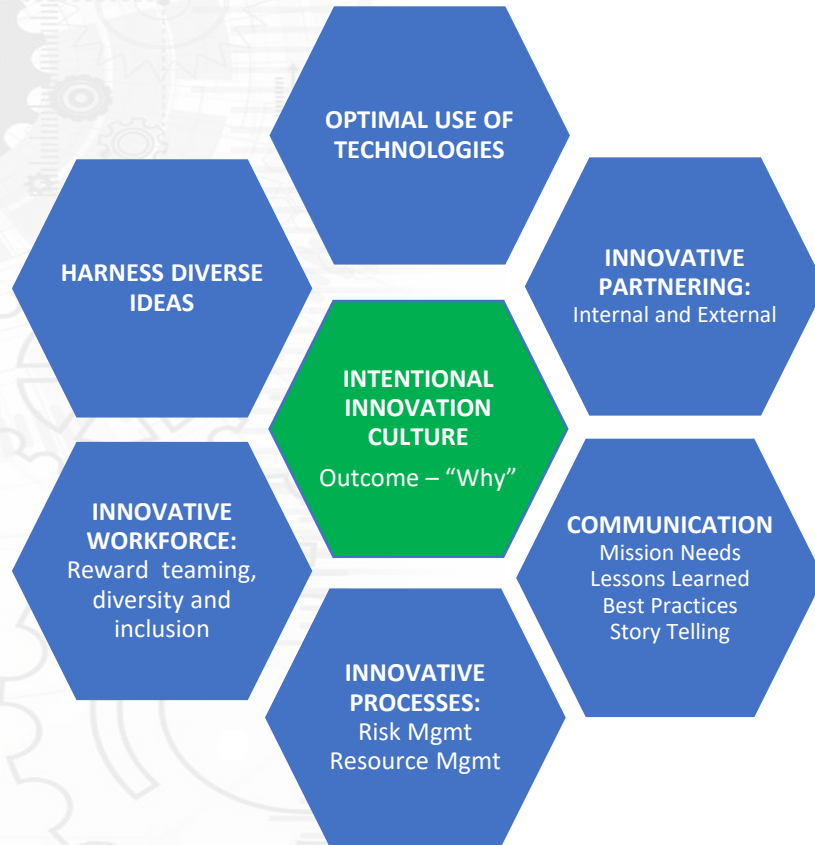 OPTIMAL USE OF
TECHNOLOGIES
HARNESS DIVERSE
IDEAS
INNOVATIVE
PARTNERING:
Internal and External
INTENTIONAL
INNOVATION
CULTURE
Outcome – “Why”
INNOVATIVE
WORKFORCE:
Reward teaming,
diversity and
inclusion
COMMUNICATION
Mission Needs
Lessons Learned
Best Practices
Story Telling
INNOVATIVE
PROCESSES:
Risk Mgmt
Resource Mgmt